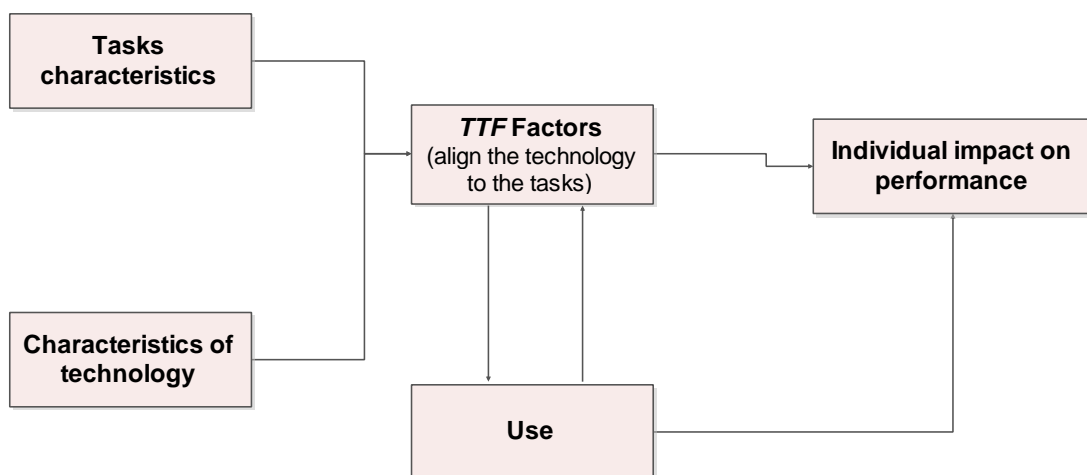 Tasks
characteristics
TTF Factors
(align the technology
to the tasks)
Individual impact on
performance
Characteristics of
technology
Use